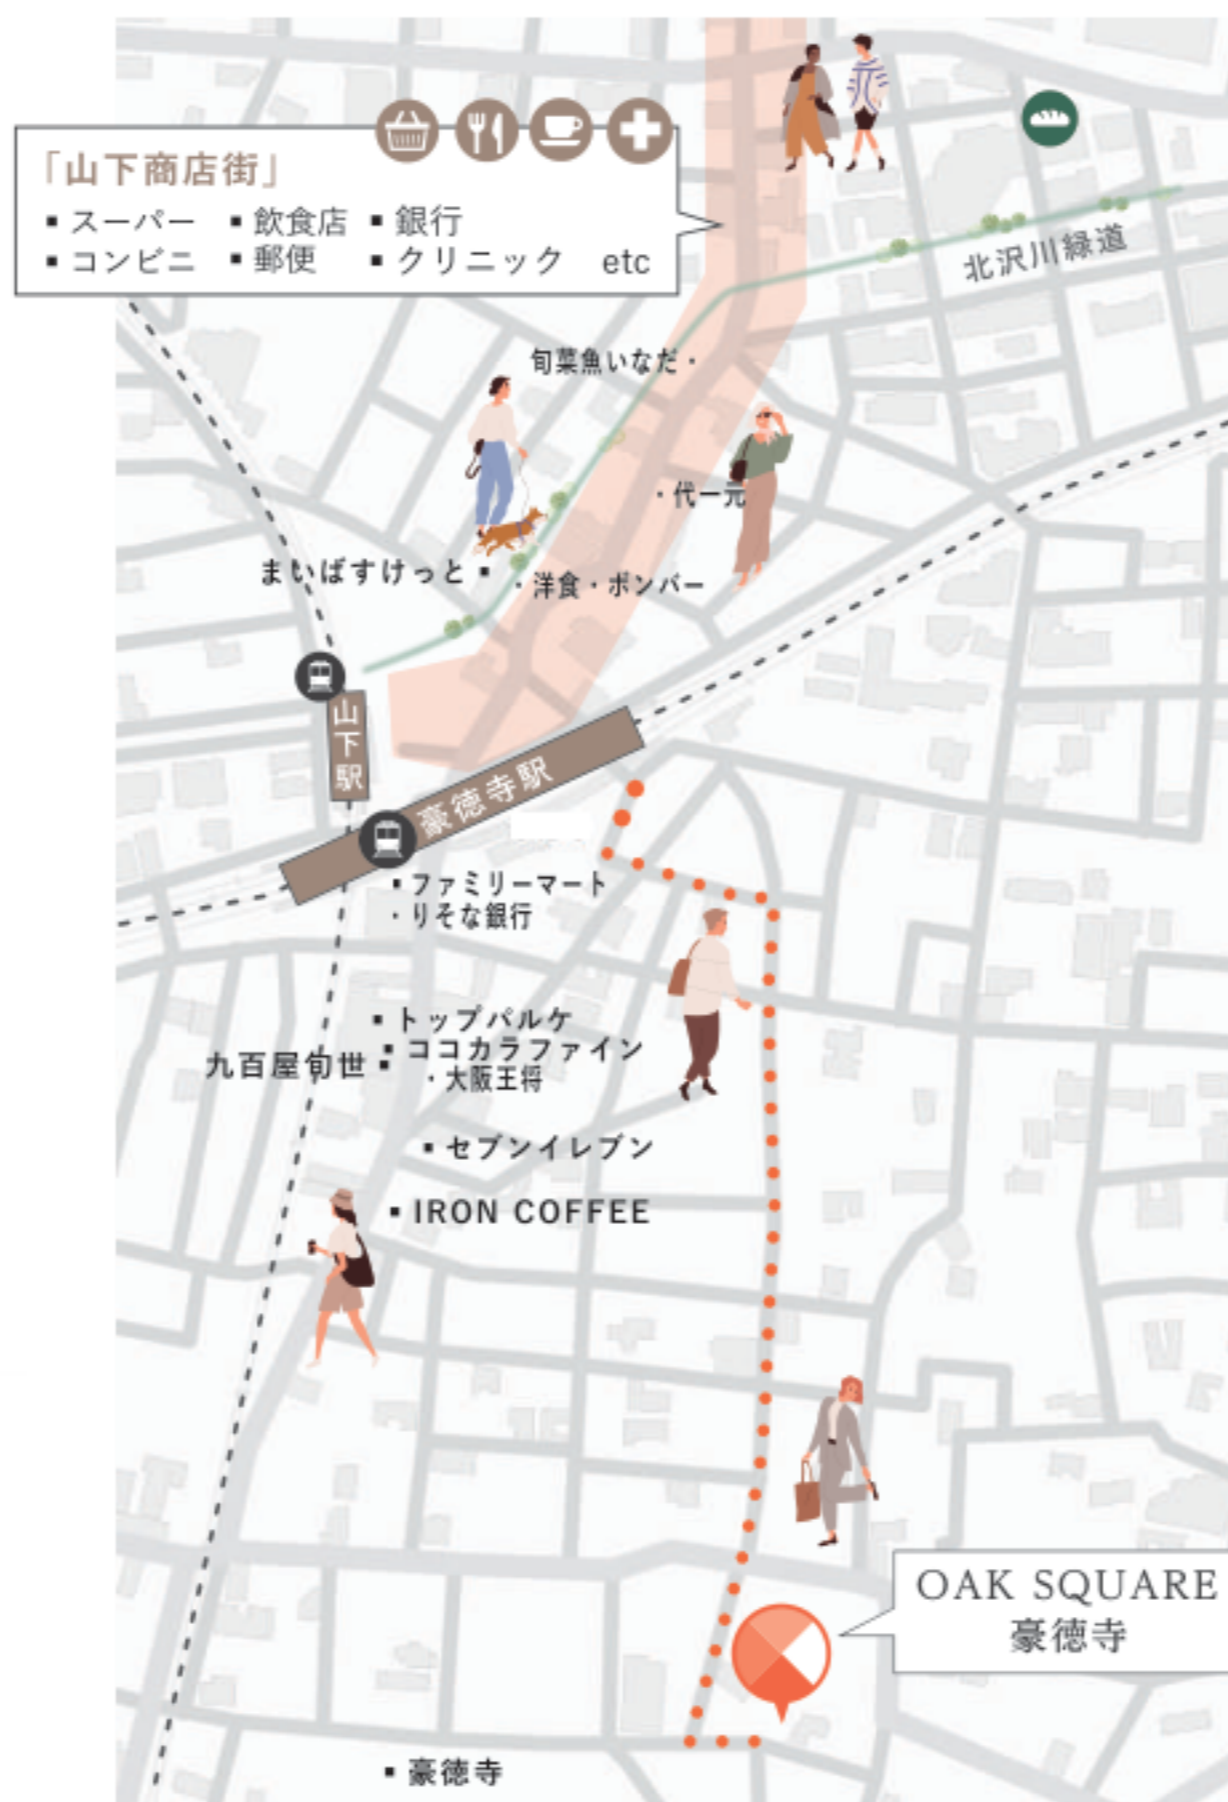 「山下商店街」
▪ スーパー ▪ 飲食店 ▪ 銀行
▪ コンビニ ▪ 郵便 ▪ クリニック etc
北沢川緑道
旬菜魚いなだ・
・代一元
まいばすけっと ▪
・洋食・ボンバー
山下駅
豪徳寺駅
▪ ファミリーマート
・りそな銀行
▪ トップパルケ
▪ ココカラファイン
九百屋旬世 ▪
・大阪王将
▪ セブンイレブン
▪ IRON COFFEE
OAK SQUARE
豪徳寺
▪ 豪徳寺